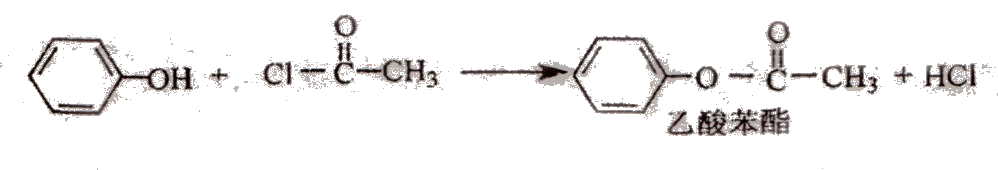 OH + Cl—C(=O)—CH₃ ⟶ O—C(=O)—CH₃ + HCl
乙酸苯酯